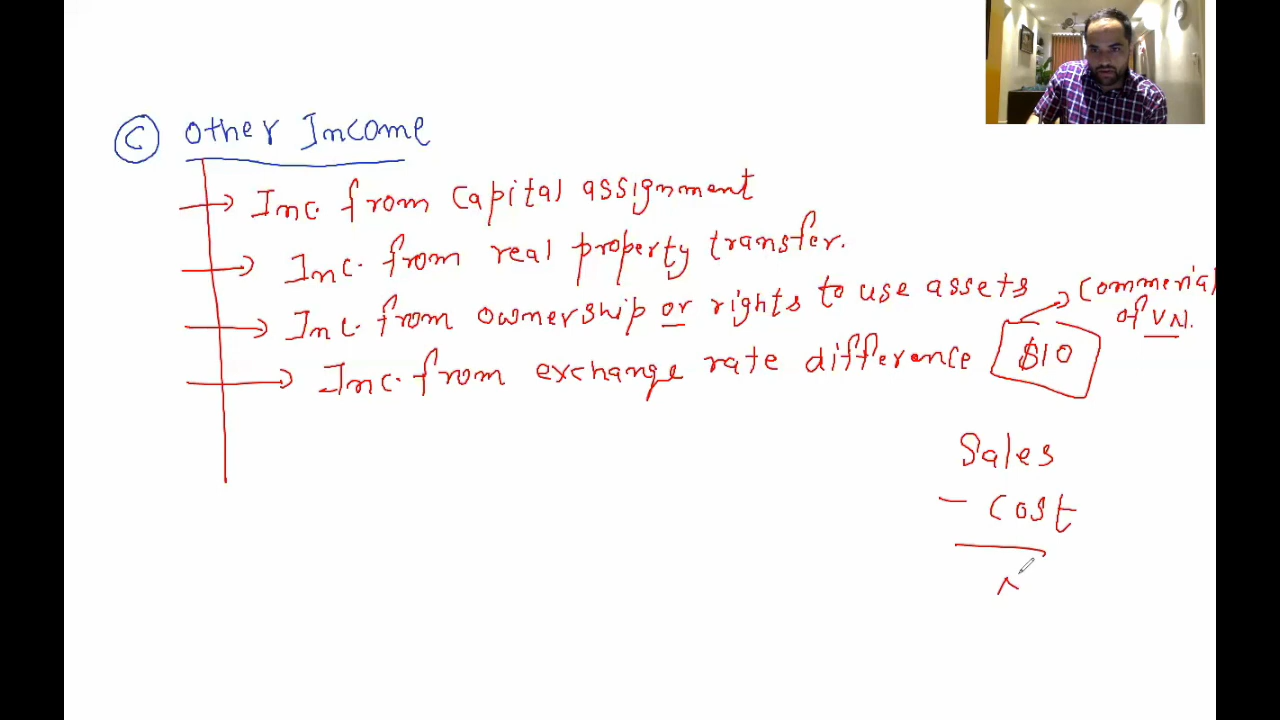 C Other Income
Inc. from Capital assignment
Inc. from real property transfer.
Inc. from ownership or rights to use assets
Commercial
of VN.
Inc. from exchange rate difference $10
Sales
- Cost